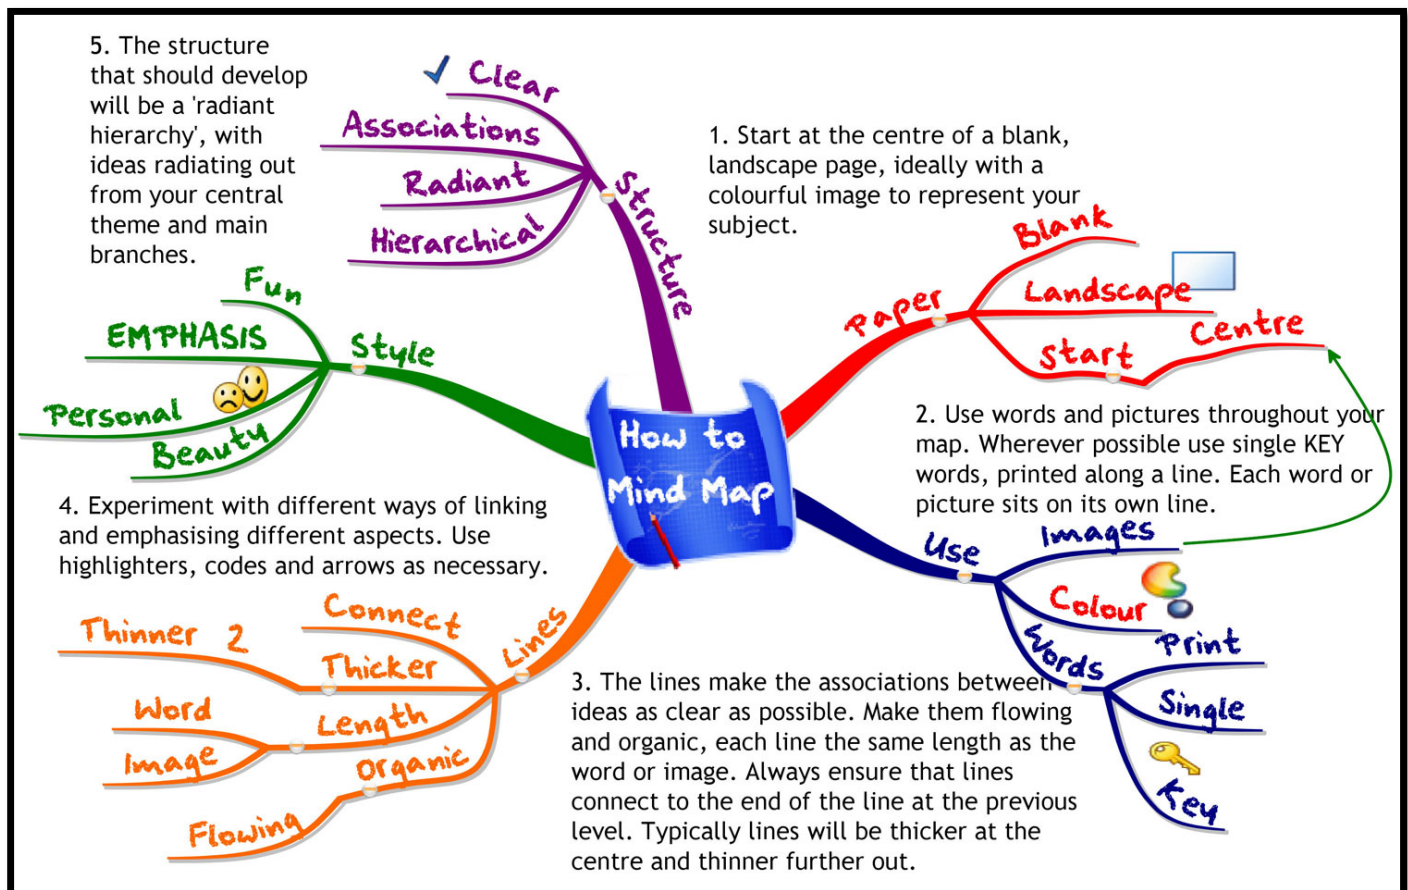 5. The structure
that should develop
will be a 'radiant
hierarchy', with
ideas radiating out
from your central
theme and main
branches.
Clear
Associations
Radiant
Hierarchical
Structure
1. Start at the centre of a blank,
landscape page, ideally with a
colourful image to represent your
subject.
Blank
Landscape
Paper
Start
Centre
Fun
EMPHASIS
Style
Personal
Beauty
How to
Mind Map
2. Use words and pictures throughout your
map. Wherever possible use single KEY
words, printed along a line. Each word or
picture sits on its own line.
Use
Images
Colour
Words
Print
Single
Key
4. Experiment with different ways of linking
and emphasising different aspects. Use
highlighters, codes and arrows as necessary.
Connect
Thinner 2
Thicker
Lines
Word
Length
Image
Organic
Flowing
3. The lines make the associations between
ideas as clear as possible. Make them flowing
and organic, each line the same length as the
word or image. Always ensure that lines
connect to the end of the line at the previous
level. Typically lines will be thicker at the
centre and thinner further out.